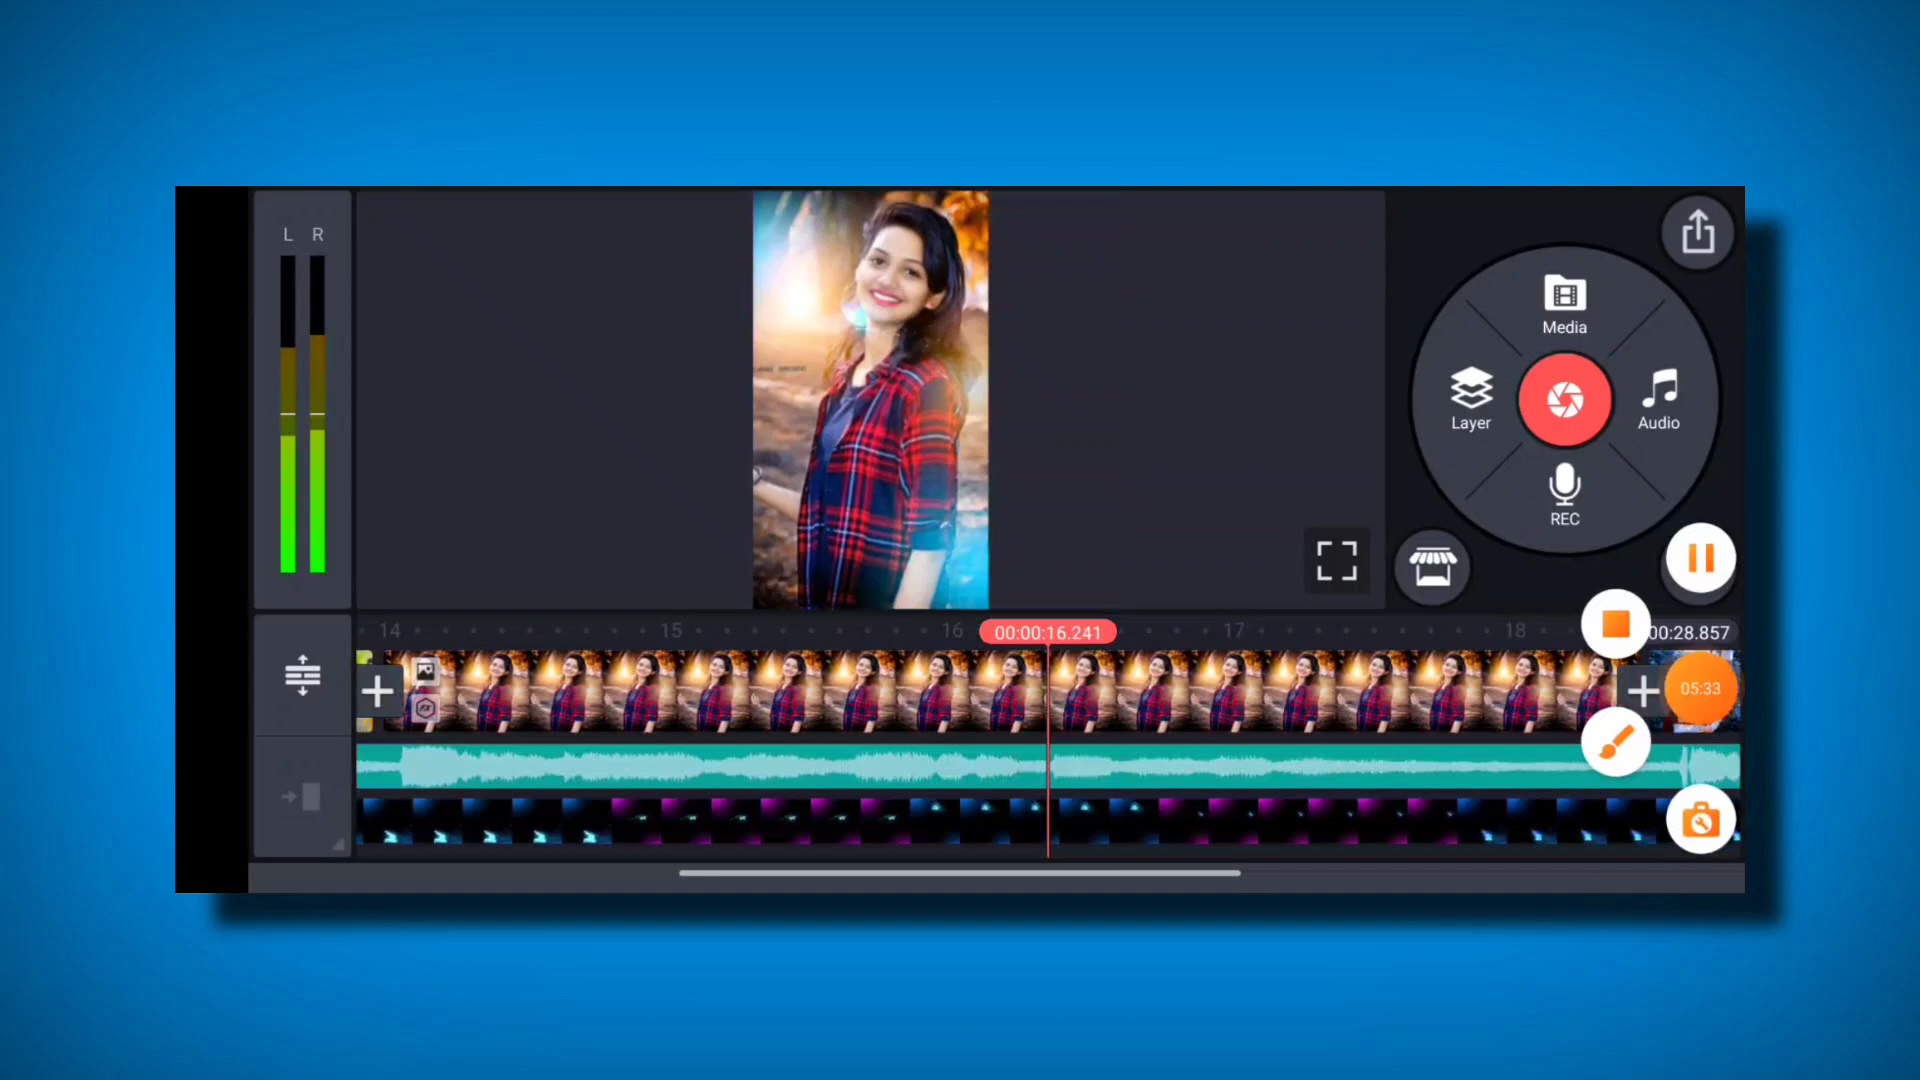 L R
Media
Layer
Audio
REC
14 15 16 00:00:16.241 17 18 00:28.857
05:33